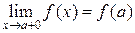 lim f(x) = f(a)
x→a+0